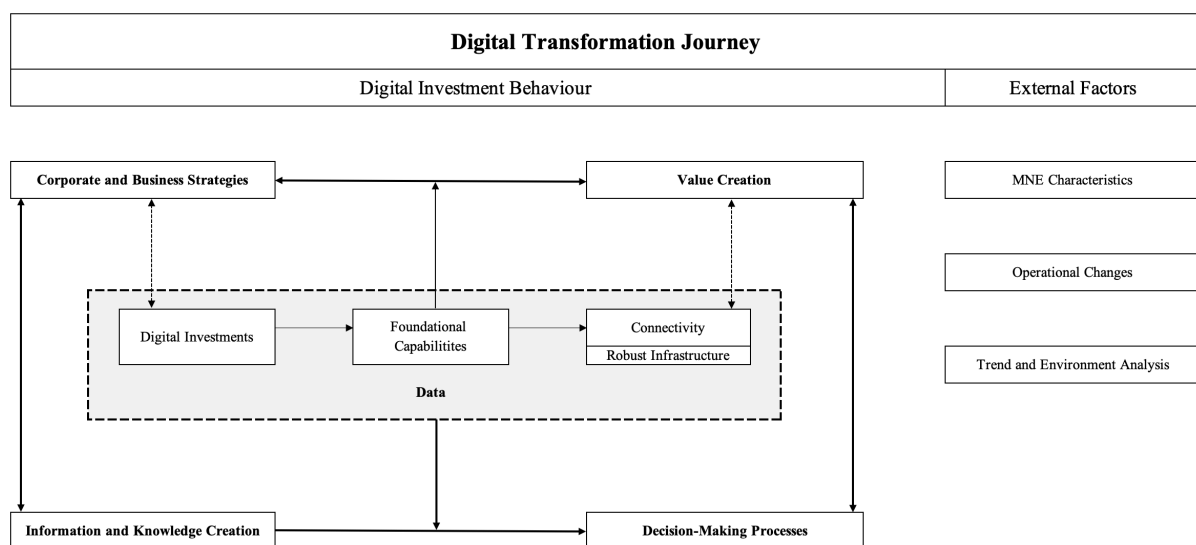 Digital Transformation Journey
Digital Investment Behaviour
External Factors
Corporate and Business Strategies
Value Creation
MNE Characteristics
Operational Changes
Digital Investments
Foundational
Capabilitites
Connectivity
Robust Infrastructure
Trend and Environment Analysis
Data
Information and Knowledge Creation
Decision-Making Processes